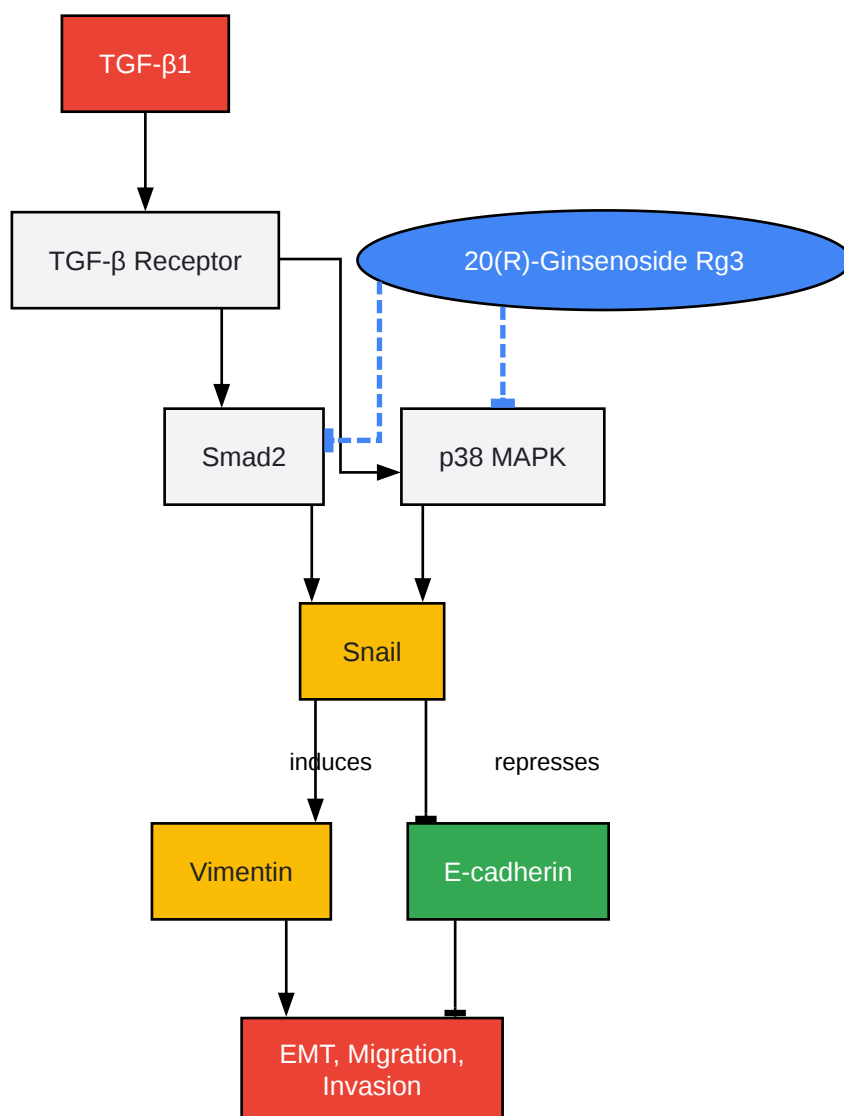 TGF-β1
TGF-β Receptor
20(R)-Ginsenoside Rg3
Smad2
p38 MAPK
Snail
induces
represses
Vimentin
E-cadherin
EMT, Migration,
Invasion